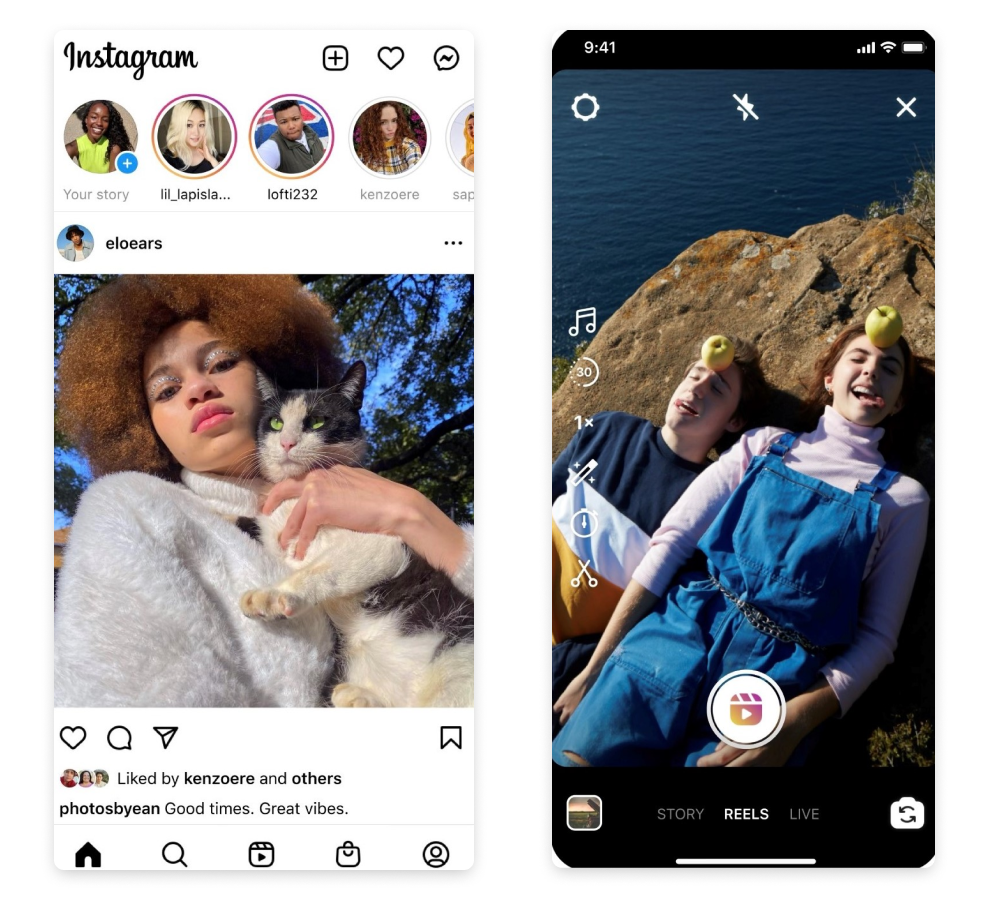 Instagram
Your story
lil_lapisla...
lofti232
kenzoere
sap
eloears
Liked by kenzoere and others
photosbyean Good times. Great vibes.
9:41
30
1×
STORY REELS LIVE